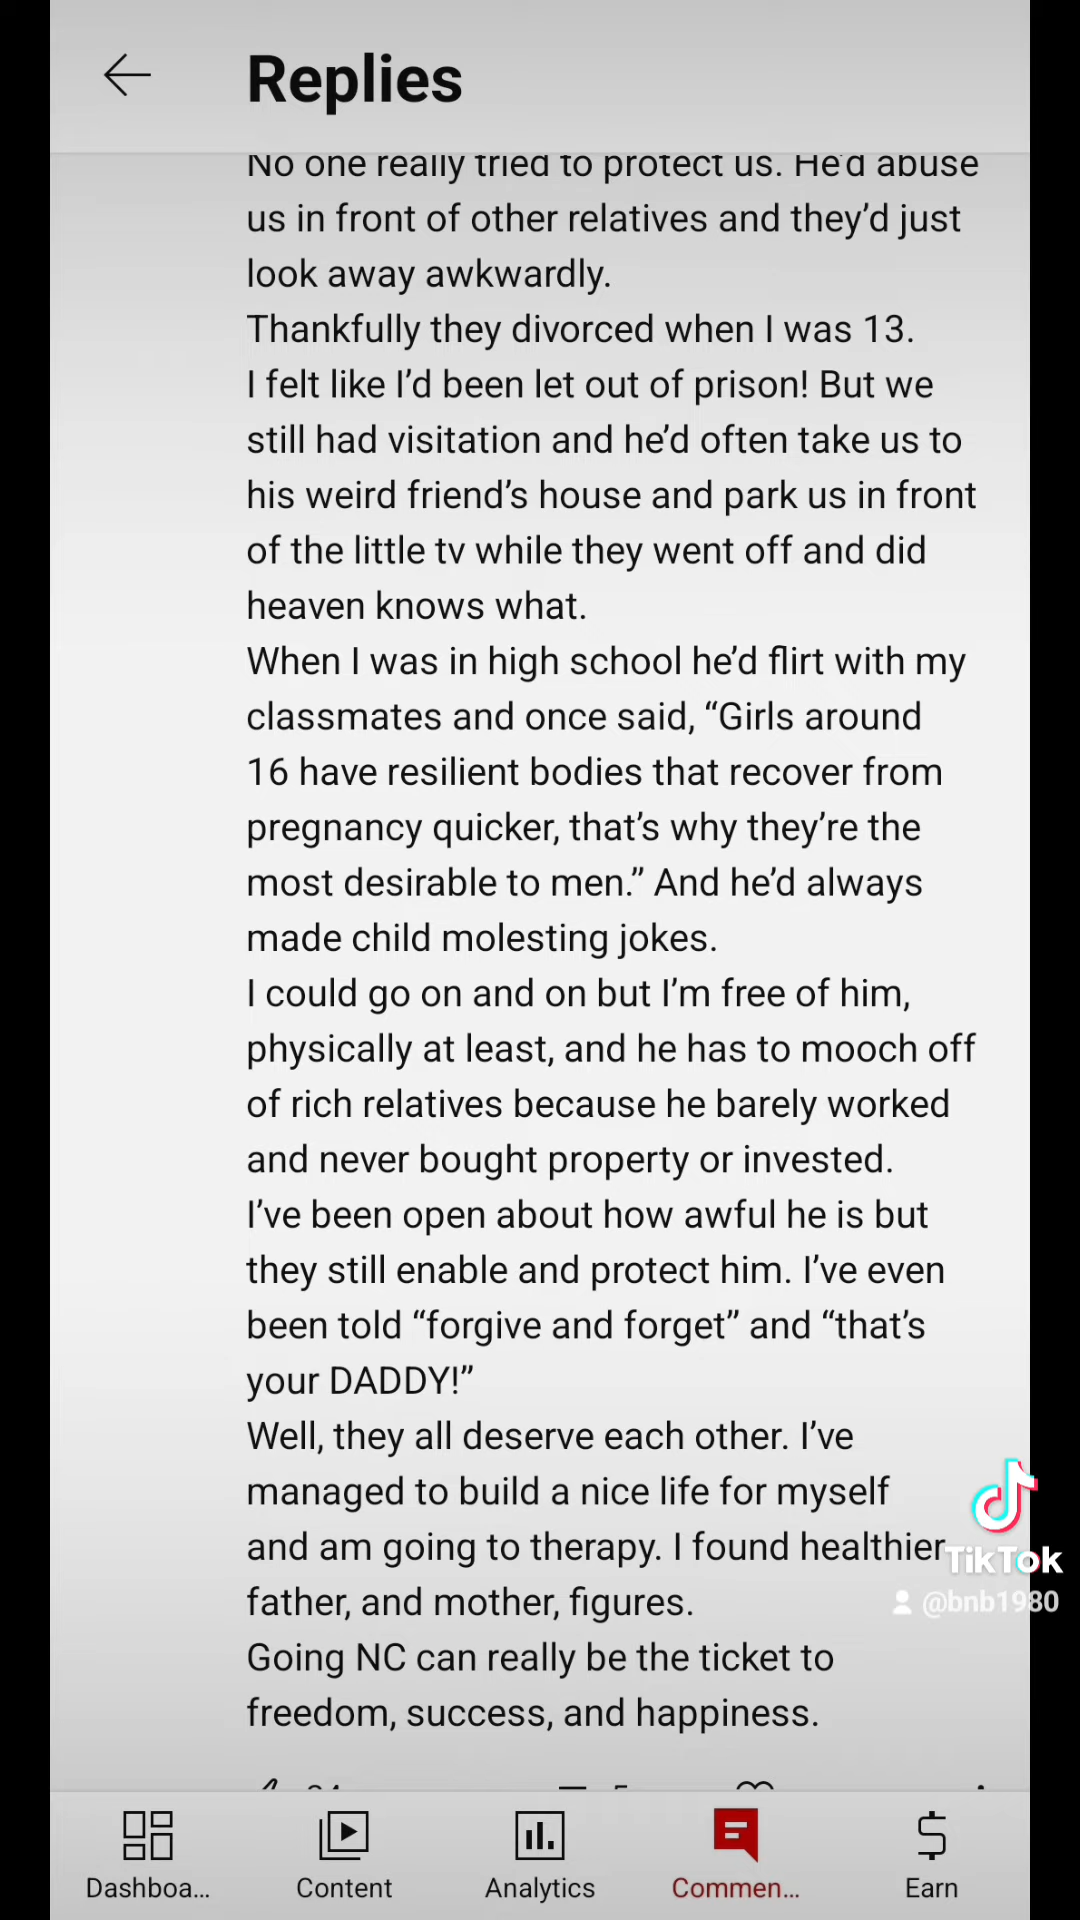 Replies
No one really tried to protect us. He'd abuse
us in front of other relatives and they'd just
look away awkwardly.
Thankfully they divorced when I was 13.
I felt like I'd been let out of prison! But we
still had visitation and he'd often take us to
his weird friend's house and park us in front
of the little tv while they went off and did
heaven knows what.
When I was in high school he'd flirt with my
classmates and once said, “Girls around
16 have resilient bodies that recover from
pregnancy quicker, that's why they're the
most desirable to men.” And he'd always
made child molesting jokes.
I could go on and on but I'm free of him,
physically at least, and he has to mooch off
of rich relatives because he barely worked
and never bought property or invested.
I've been open about how awful he is but
they still enable and protect him. I've even
been told “forgive and forget” and “that's
your DADDY!”
Well, they all deserve each other. I've
managed to build a nice life for myself
and am going to therapy. I found healthier
father, and mother, figures.
Going NC can really be the ticket to
freedom, success, and happiness.
TikTok
@bnb1980
Dashboa...
Content
Analytics
Commen...
Earn